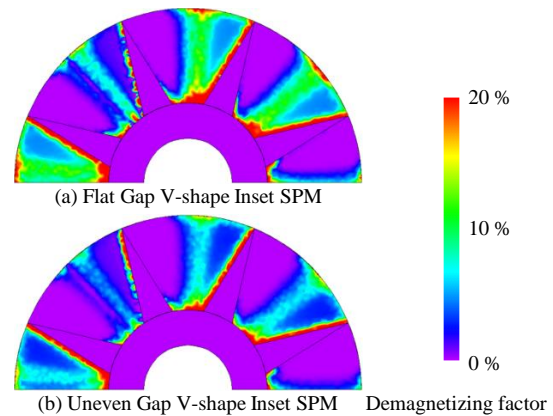 (a) Flat Gap V-shape Inset SPM
20 %
10 %
0 %
(b) Uneven Gap V-shape Inset SPM
Demagnetizing factor